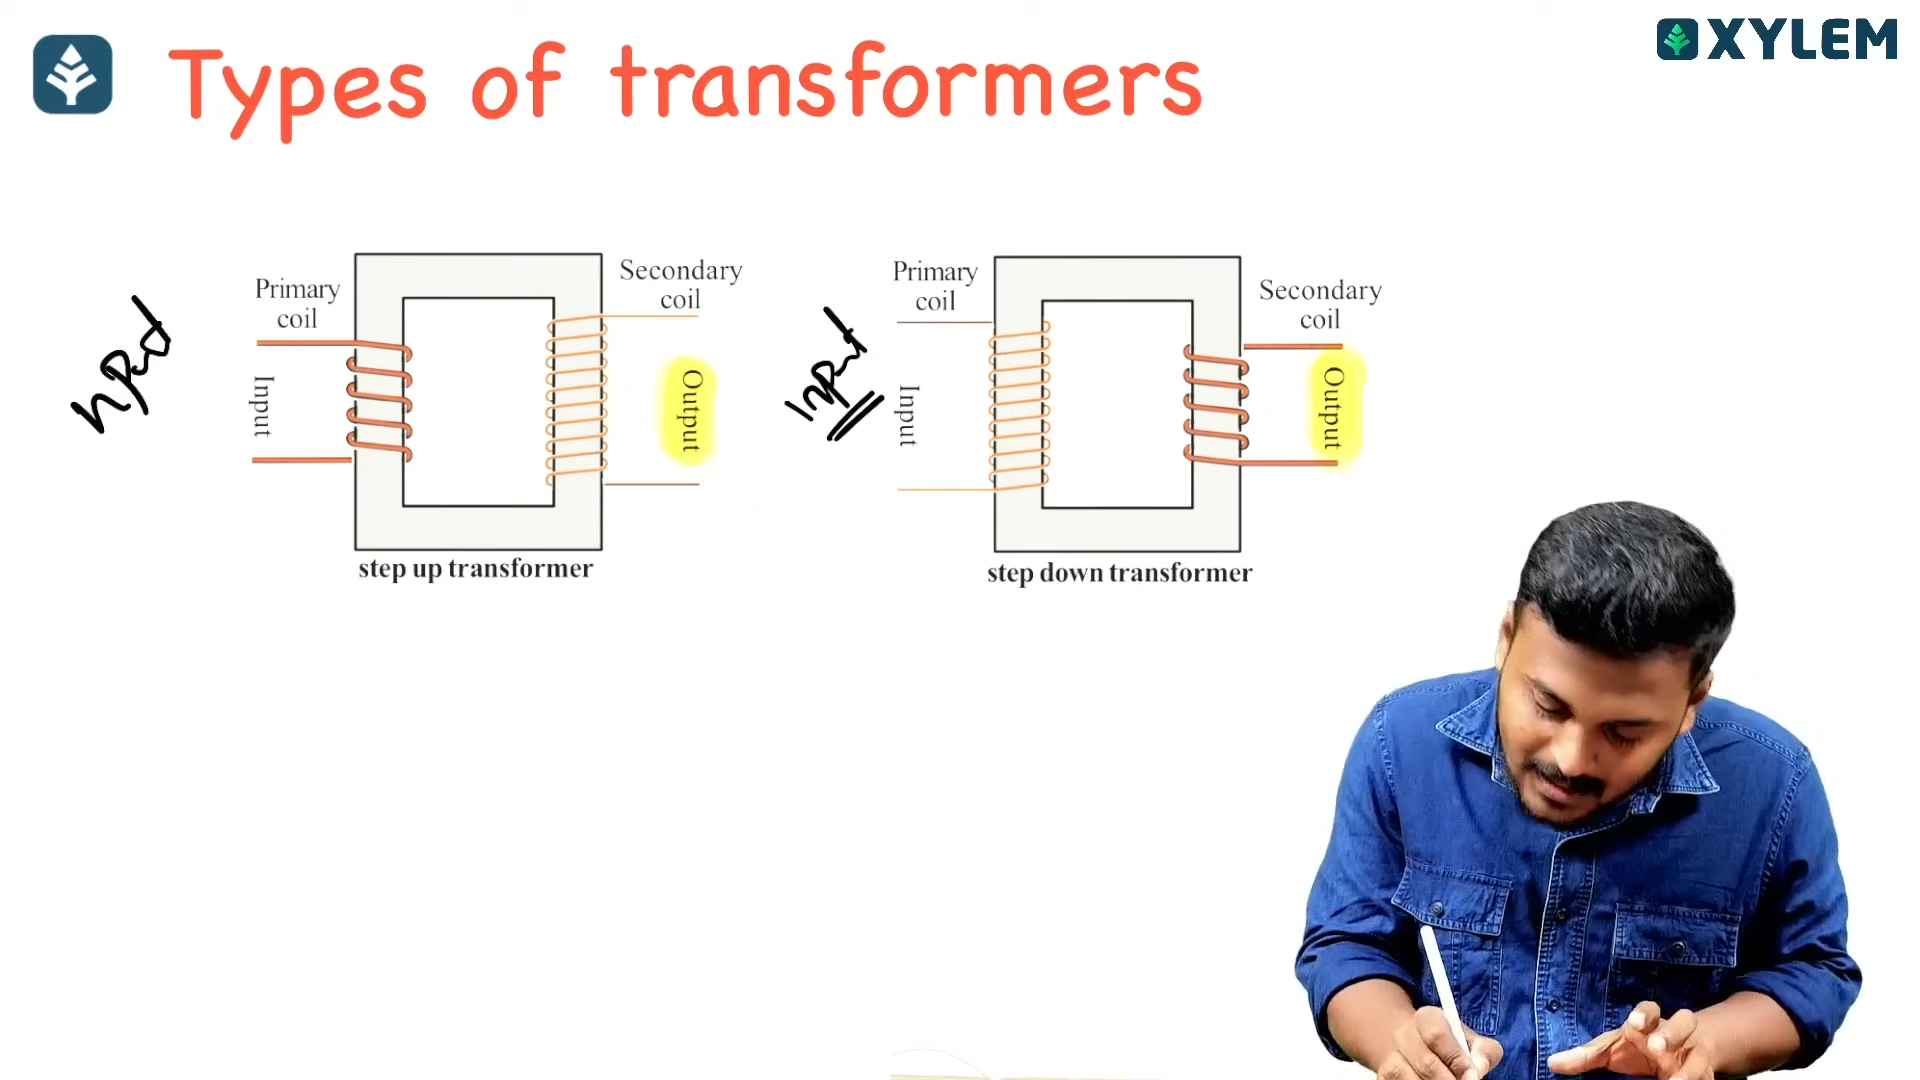 Types of transformers
XYLEM
Primary
coil
Secondary
coil
Input
Input
Output
step up transformer
Primary
coil
Secondary
coil
Input
Input
Output
step down transformer